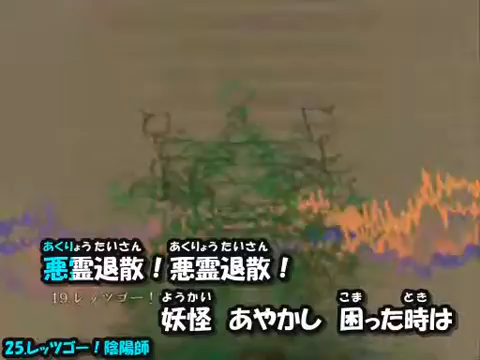 あくりょうたいさん あくりょうたいさん
悪霊退散！悪霊退散！
19.レッツゴー！
ようかい こま とき
妖怪 あやかし 困った時は
25.レッツゴー！陰陽師